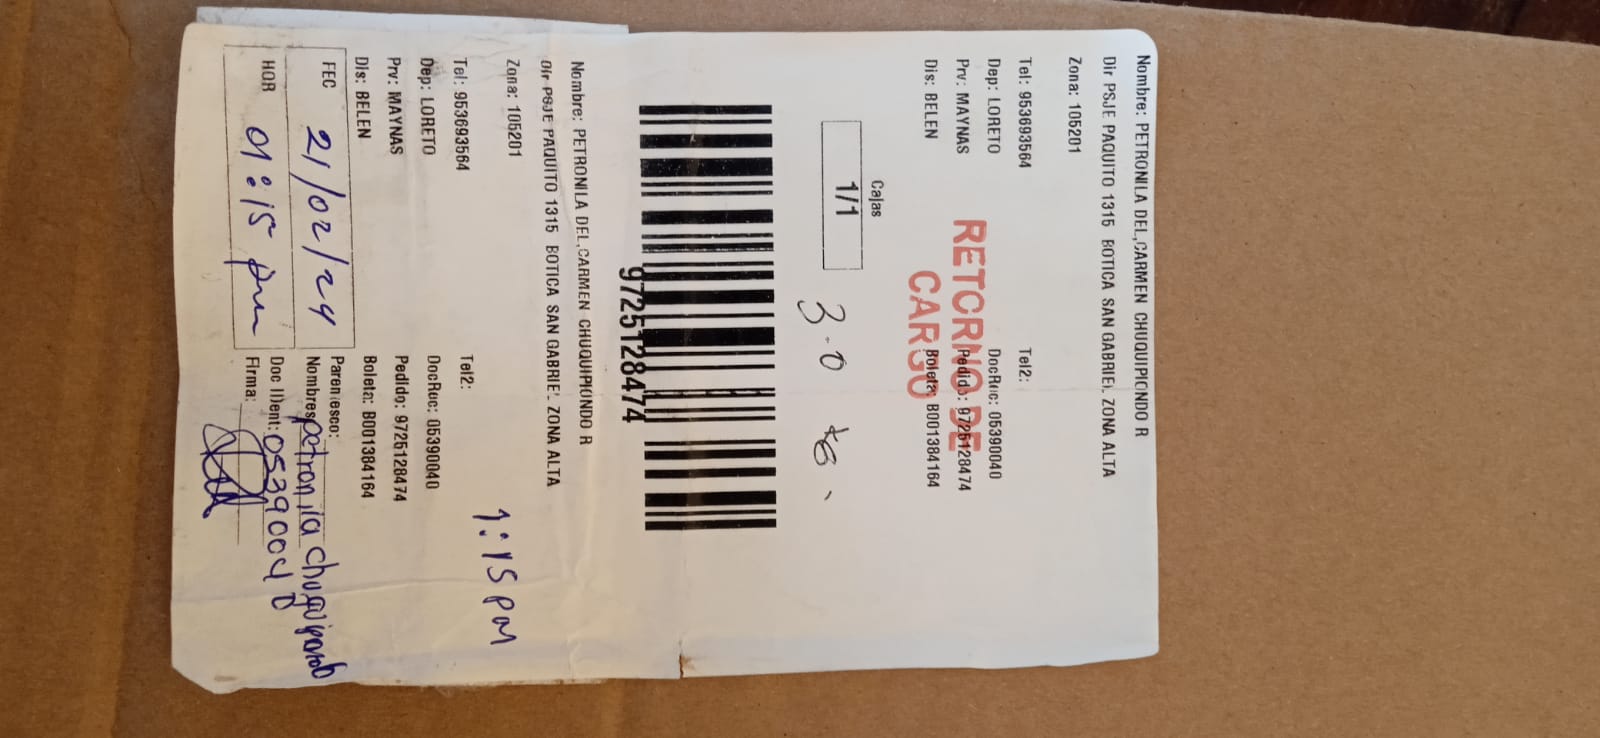 Nombre: PETRONILA DEL,CARMEN CHUQUIPIONDO R
Dir PSJE PAQUITO 1315 BOTICA SAN GABRIEL ZONA ALTA
Zona: 105201
Tel: 953693564 Tel2:
Dep: LORETO DocRuc: 05390040
Prv: MAYNAS Pedido: 9725128474
Dis: BELEN Boleta: B001384164
RETORNO DE
CARGO
Cajas
1/1
3.0 kg.
9725128474
Nombre: PETRONILA DEL,CARMEN CHUQUIPIONDO R
Dir PSJE PAQUITO 1315 BOTICA SAN GABRIEL ZONA ALTA
Zona: 105201
1:15 pm
Tel: 953693564 Tel2:
Dep: LORETO DocRuc: 05390040
Prv: MAYNAS Pedido: 9725128474
Dis: BELEN Boleta: B001384164
FEC 21/02/24 Parentesco:
Nombres petronila chuquipiondo
HOR 01:15 pm Doc Ident: 05390040
Firma: